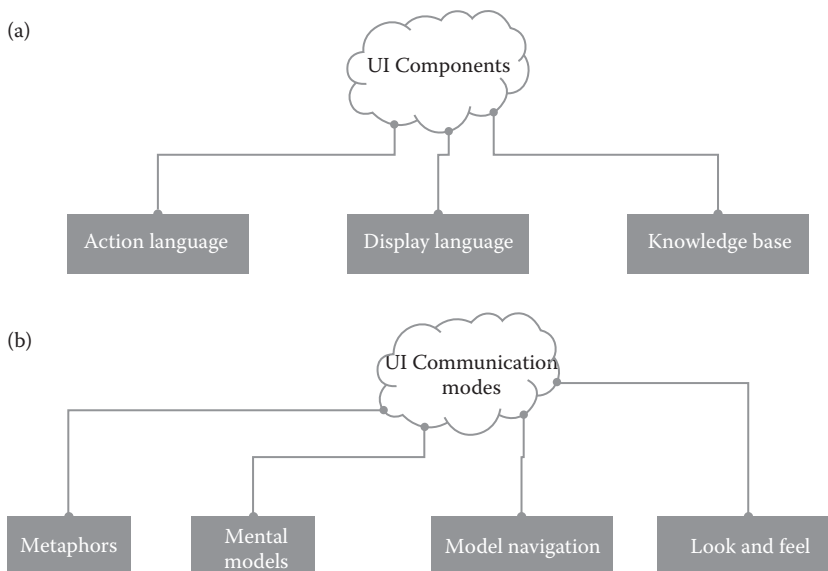 (a)
UI Components
Action language
Display language
Knowledge base
(b)
UI Communication
modes
Metaphors
Mental
models
Model navigation
Look and feel